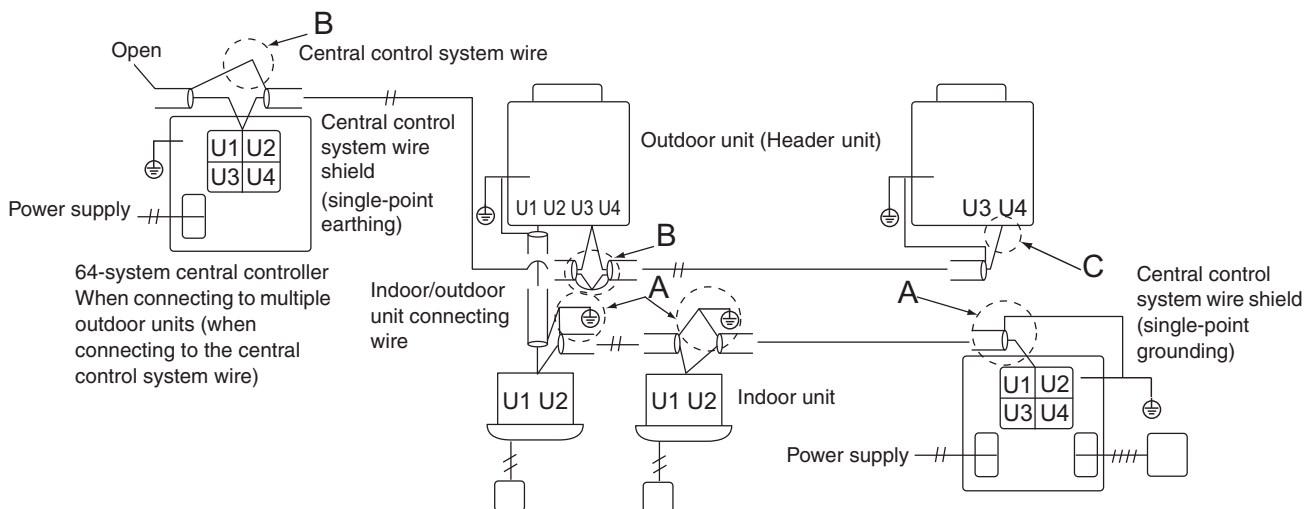 B
Open
Central control system wire
U1 U2
U3 U4
Central control
system wire
shield
(single-point
earthing)
Power supply
64-system central controller
When connecting to multiple
outdoor units (when
connecting to the central
control system wire)
Outdoor unit (Header unit)
U1 U2 U3 U4
U3 U4
B
C
Indoor/outdoor
unit connecting
wire
A
A
Central control
system wire shield
(single-point
grounding)
U1 U2
U1 U2
Indoor unit
U1 U2
U3 U4
Power supply